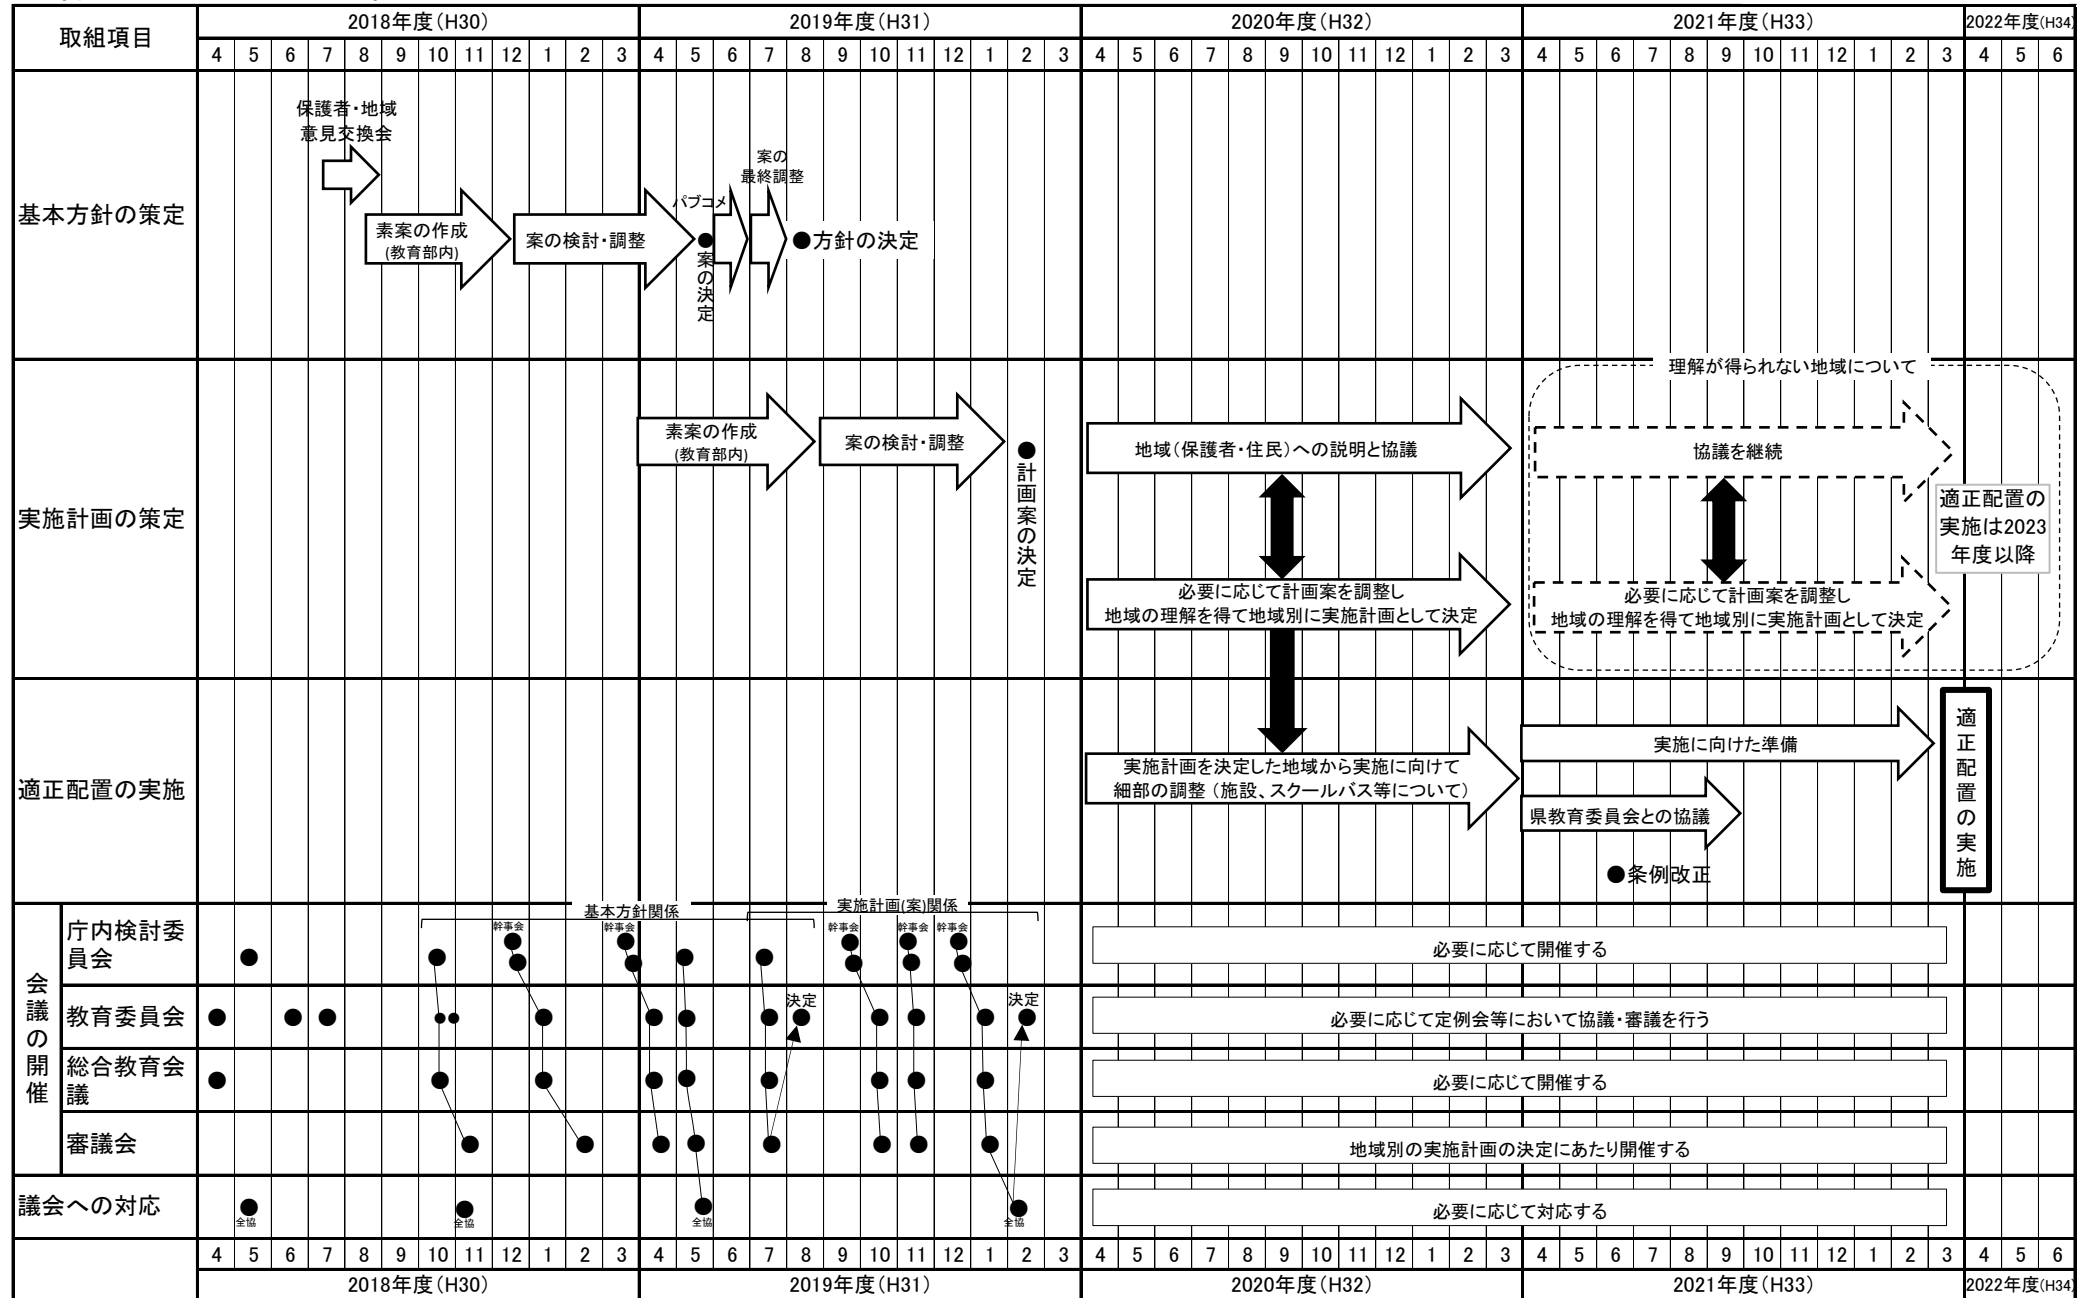 取組項目
2018年度(H30)
2019年度(H31)
2020年度(H32)
2021年度(H33)
2022年度(H34)
4 5 6 7 8 9 10 11 12 1 2 3 4 5 6 7 8 9 10 11 12 1 2 3 4 5 6 7 8 9 10 11 12 1 2 3 4 5 6 7 8 9 10 11 12 1 2 3 4 5 6
基本方針の策定
保護者・地域
意見交換会
素案の作成
(教育部内)
案の検討・調整
パブコメ
●案の決定
案の
最終調整
●方針の決定
実施計画の策定
素案の作成
(教育部内)
案の検討・調整
●計画案の決定
地域(保護者・住民)への説明と協議
必要に応じて計画案を調整し
地域の理解を得て地域別に実施計画として決定
理解が得られない地域について
協議を継続
必要に応じて計画案を調整し
地域の理解を得て地域別に実施計画として決定
適正配置の
実施は2023
年度以降
適正配置の実施
実施計画を決定した地域から実施に向けて
細部の調整(施設、スクールバス等について)
実施に向けた準備
県教育委員会との協議
●条例改正
適正配置の実施
会議の開催
庁内検討委
員会
基本方針関係
実施計画(案)関係
幹事会
幹事会
幹事会
幹事会
幹事会
必要に応じて開催する
教育委員会
決定
決定
必要に応じて定例会等において協議・審議を行う
総合教育会
議
必要に応じて開催する
審議会
地域別の実施計画の決定にあたり開催する
議会への対応
全協
全協
全協
全協
必要に応じて対応する
4 5 6 7 8 9 10 11 12 1 2 3 4 5 6 7 8 9 10 11 12 1 2 3 4 5 6 7 8 9 10 11 12 1 2 3 4 5 6 7 8 9 10 11 12 1 2 3 4 5 6
2018年度(H30)
2019年度(H31)
2020年度(H32)
2021年度(H33)
2022年度(H34)